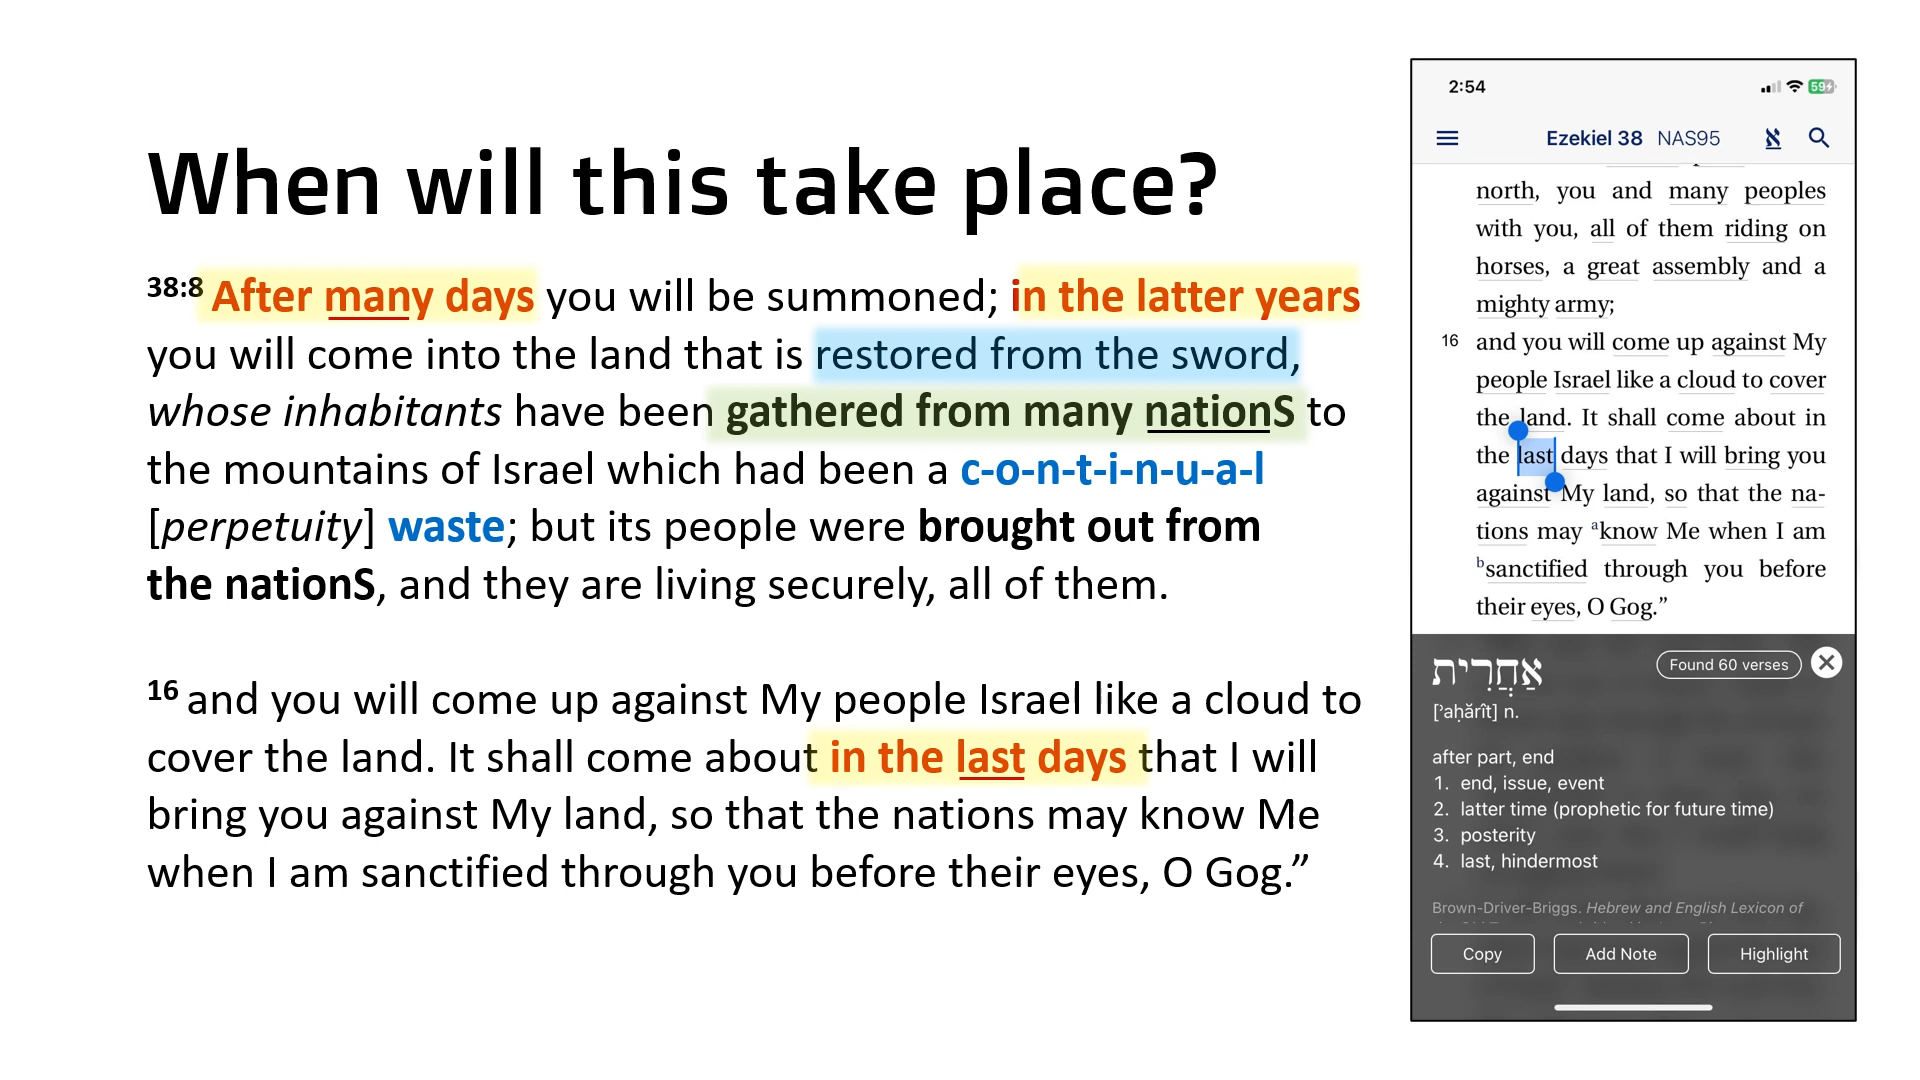 When will this take place?
38:8 After many days you will be summoned; in the latter years
you will come into the land that is restored from the sword,
whose inhabitants have been gathered from many nationS to
the mountains of Israel which had been a c-o-n-t-i-n-u-a-l
[perpetuity] waste; but its people were brought out from
the nationS, and they are living securely, all of them.
16 and you will come up against My people Israel like a cloud to
cover the land. It shall come about in the last days that I will
bring you against My land, so that the nations may know Me
when I am sanctified through you before their eyes, O Gog.”
2:54
59
Ezekiel 38 NAS95 א
north, you and many peoples
with you, all of them riding on
horses, a great assembly and a
mighty army;
16 and you will come up against My
people Israel like a cloud to cover
the land. It shall come about in
the last days that I will bring you
against My land, so that the na-
tions may a know Me when I am
b sanctified through you before
their eyes, O Gog.”
אַחֲרִית
Found 60 verses
[ʾaḥărît] n.
after part, end
1. end, issue, event
2. latter time (prophetic for future time)
3. posterity
4. last, hindermost
Brown-Driver-Briggs. Hebrew and English Lexicon of
Copy Add Note Highlight